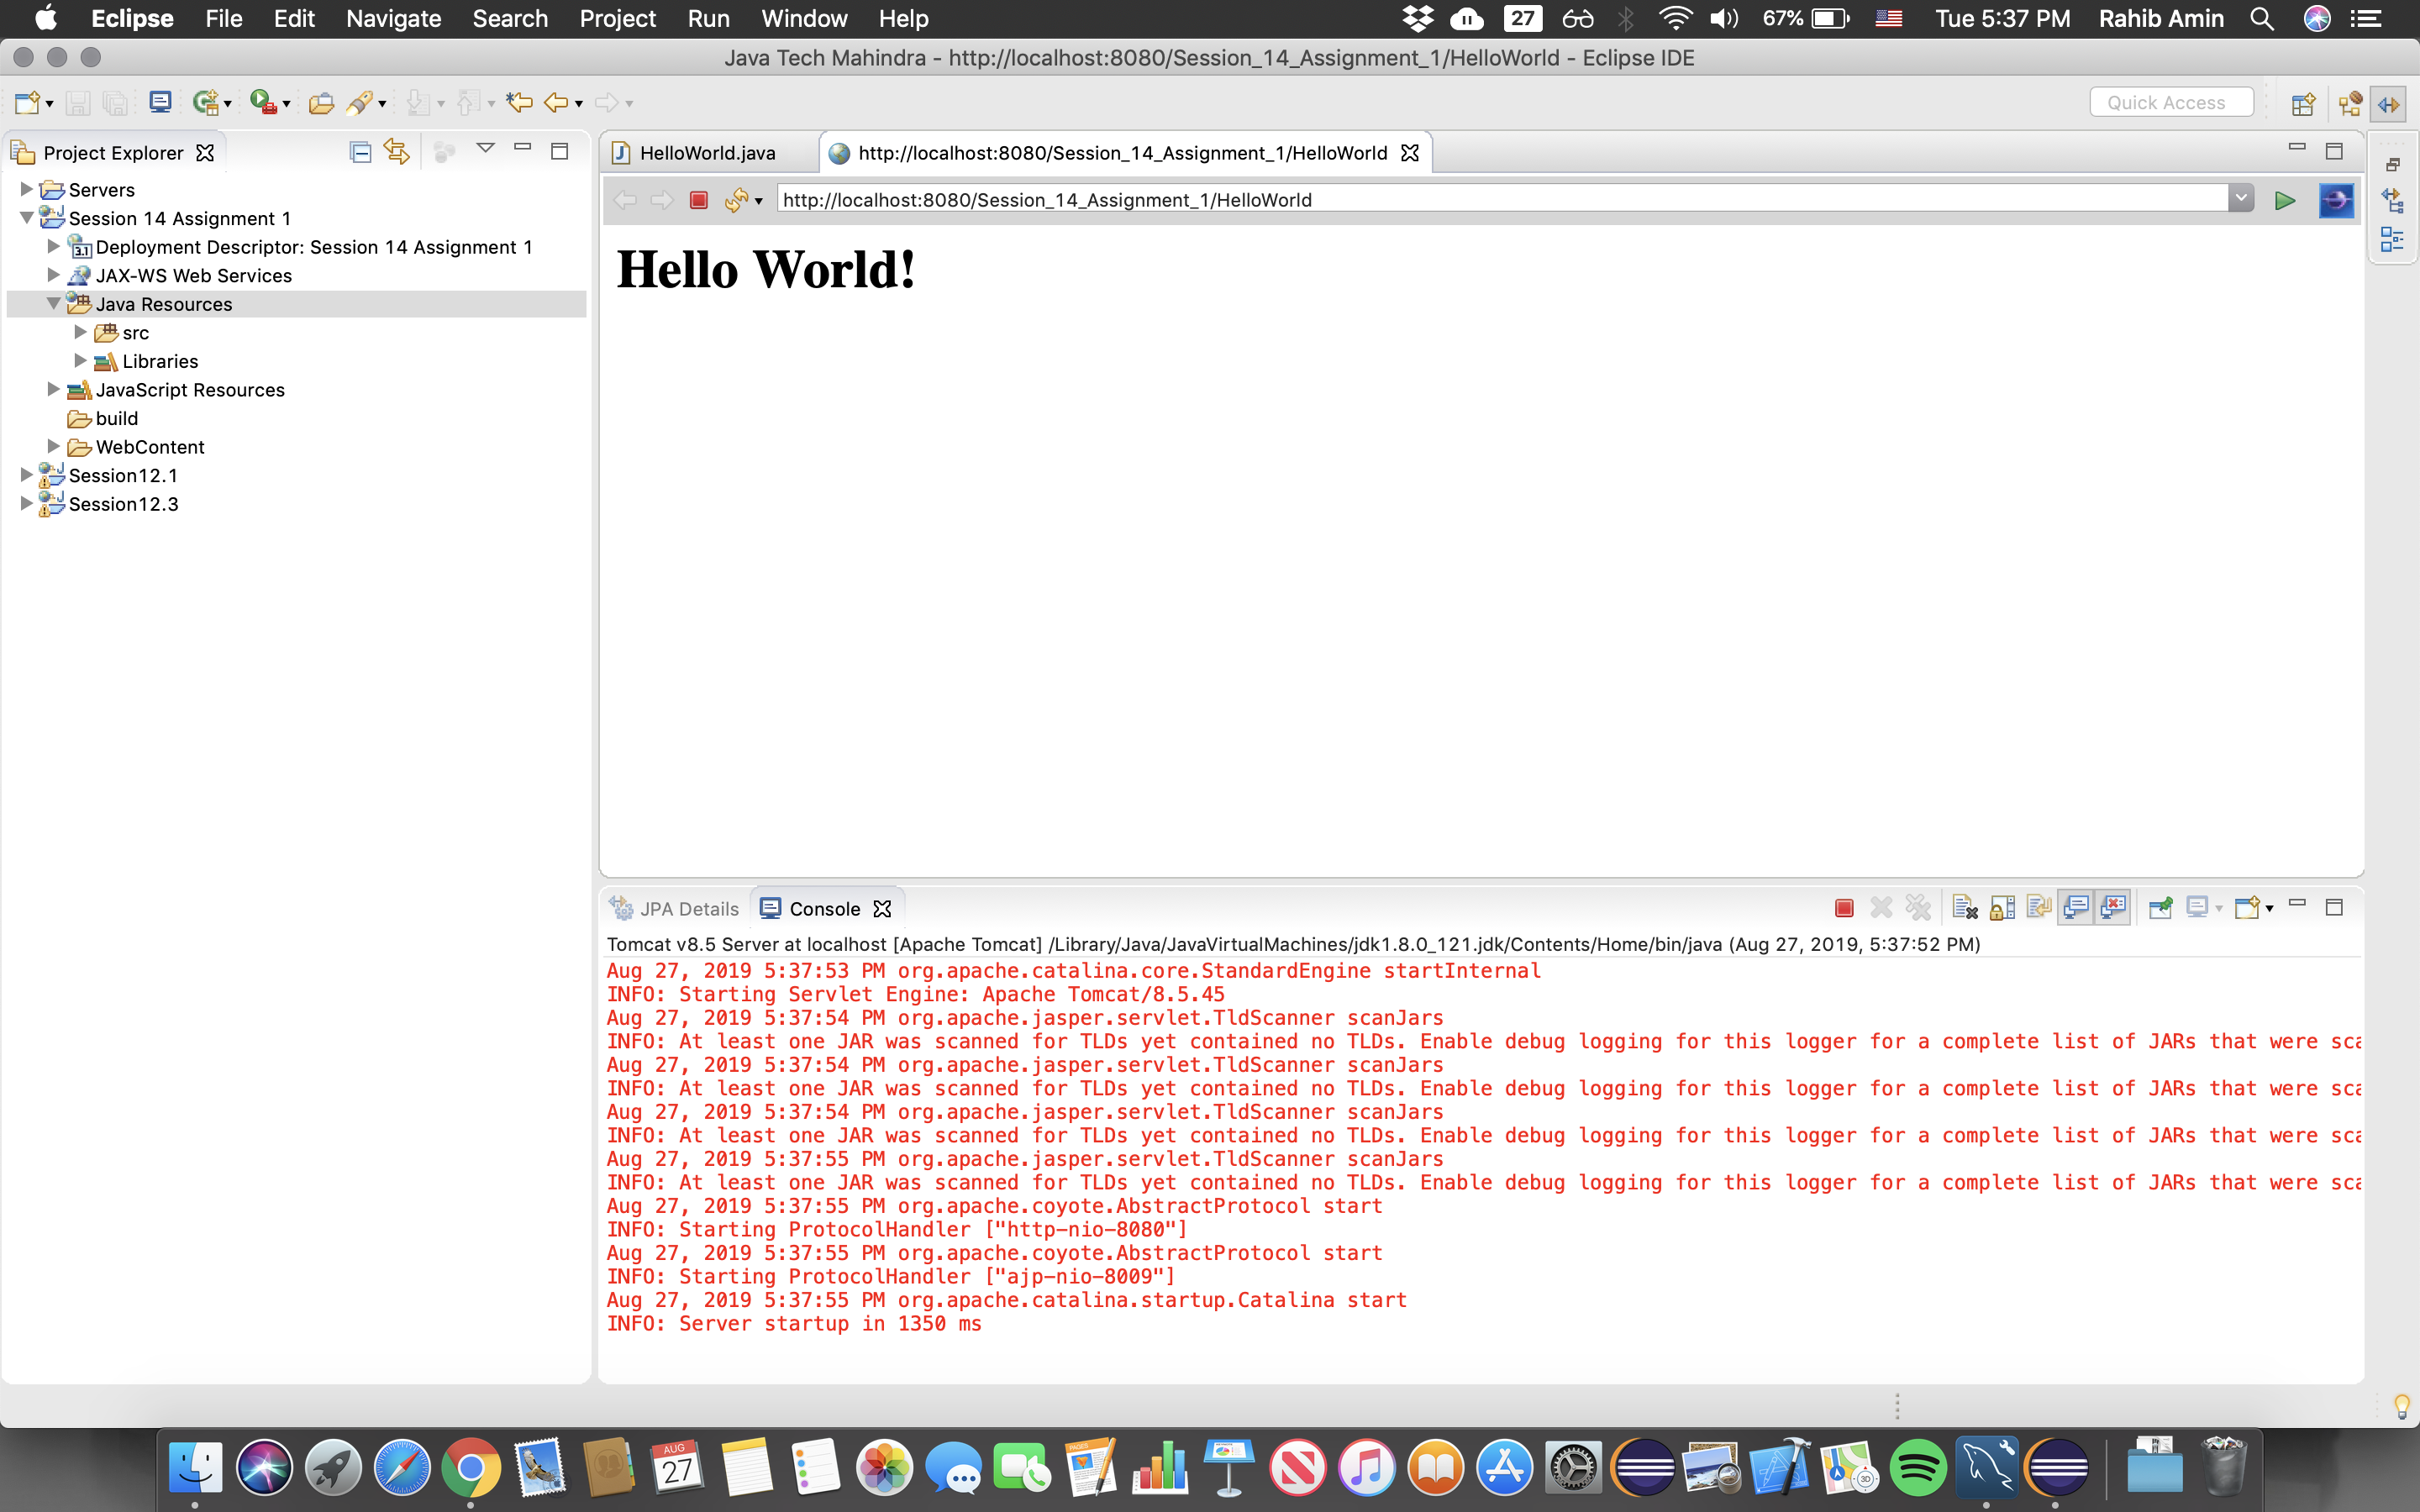 Eclipse File Edit Navigate Search Project Run Window Help 27 67% Tue 5:37 PM Rahib Amin
Java Tech Mahindra - http://localhost:8080/Session_14_Assignment_1/HelloWorld - Eclipse IDE
Quick Access
Project Explorer
Servers
Session 14 Assignment 1
3.1 Deployment Descriptor: Session 14 Assignment 1
JAX-WS Web Services
Java Resources
src
Libraries
JavaScript Resources
build
WebContent
Session12.1
Session12.3
HelloWorld.java http://localhost:8080/Session_14_Assignment_1/HelloWorld
http://localhost:8080/Session_14_Assignment_1/HelloWorld
Hello World!
JPA Details Console
Tomcat v8.5 Server at localhost [Apache Tomcat] /Library/Java/JavaVirtualMachines/jdk1.8.0_121.jdk/Contents/Home/bin/java (Aug 27, 2019, 5:37:52 PM)
Aug 27, 2019 5:37:53 PM org.apache.catalina.core.StandardEngine startInternal
INFO: Starting Servlet Engine: Apache Tomcat/8.5.45
Aug 27, 2019 5:37:54 PM org.apache.jasper.servlet.TldScanner scanJars
INFO: At least one JAR was scanned for TLDs yet contained no TLDs. Enable debug logging for this logger for a complete list of JARs that were sca
Aug 27, 2019 5:37:54 PM org.apache.jasper.servlet.TldScanner scanJars
INFO: At least one JAR was scanned for TLDs yet contained no TLDs. Enable debug logging for this logger for a complete list of JARs that were sca
Aug 27, 2019 5:37:54 PM org.apache.jasper.servlet.TldScanner scanJars
INFO: At least one JAR was scanned for TLDs yet contained no TLDs. Enable debug logging for this logger for a complete list of JARs that were sca
Aug 27, 2019 5:37:55 PM org.apache.jasper.servlet.TldScanner scanJars
INFO: At least one JAR was scanned for TLDs yet contained no TLDs. Enable debug logging for this logger for a complete list of JARs that were sca
Aug 27, 2019 5:37:55 PM org.apache.coyote.AbstractProtocol start
INFO: Starting ProtocolHandler ["http-nio-8080"]
Aug 27, 2019 5:37:55 PM org.apache.coyote.AbstractProtocol start
INFO: Starting ProtocolHandler ["ajp-nio-8009"]
Aug 27, 2019 5:37:55 PM org.apache.catalina.startup.Catalina start
INFO: Server startup in 1350 ms
AUG
27
PAGES
3D